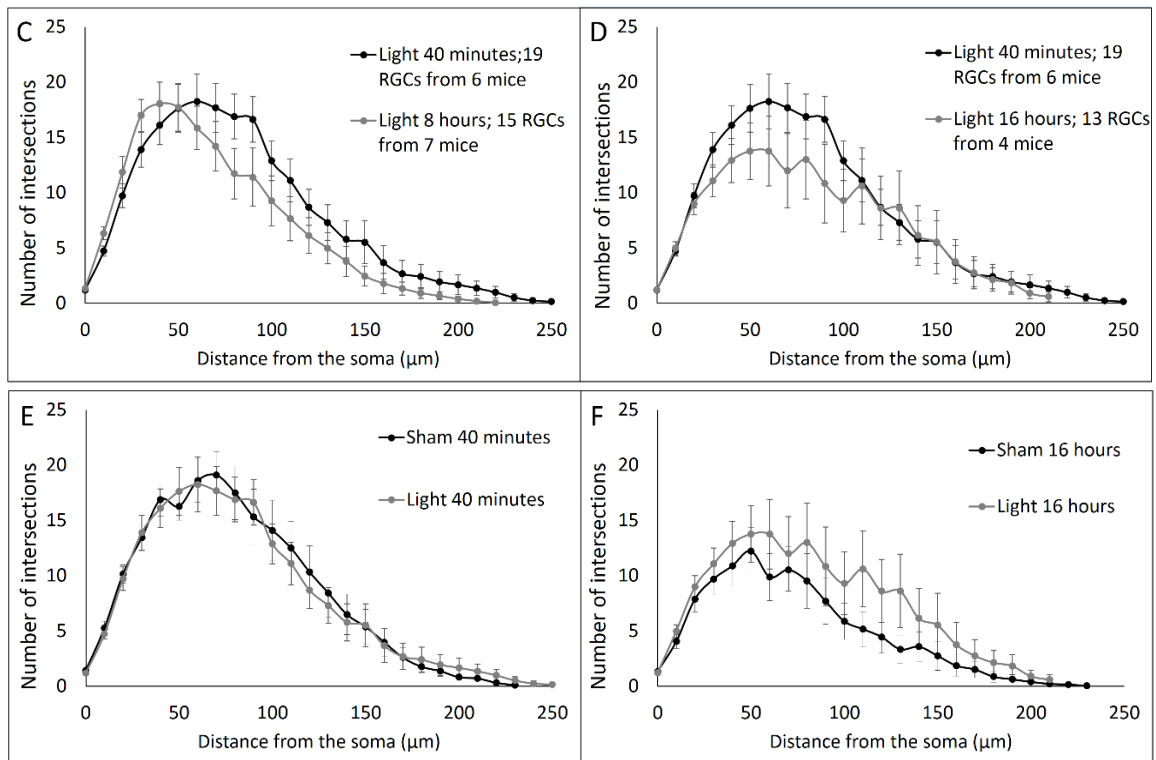 C
25
20
15
10
5
0
Number of intersections
Light 40 minutes;19
RGCs from 6 mice
Light 8 hours; 15 RGCs
from 7 mice
0 50 100 150 200 250
Distance from the soma (µm)
D
25
20
15
10
5
0
Number of intersections
Light 40 minutes; 19
RGCs from 6 mice
Light 16 hours; 13 RGCs
from 4 mice
0 50 100 150 200 250
Distance from the soma (µm)
E
25
20
15
10
5
0
Number of intersections
Sham 40 minutes
Light 40 minutes
0 50 100 150 200 250
Distance from the soma (µm)
F
25
20
15
10
5
0
Number of intersections
Sham 16 hours
Light 16 hours
0 50 100 150 200 250
Distance from the soma (µm)